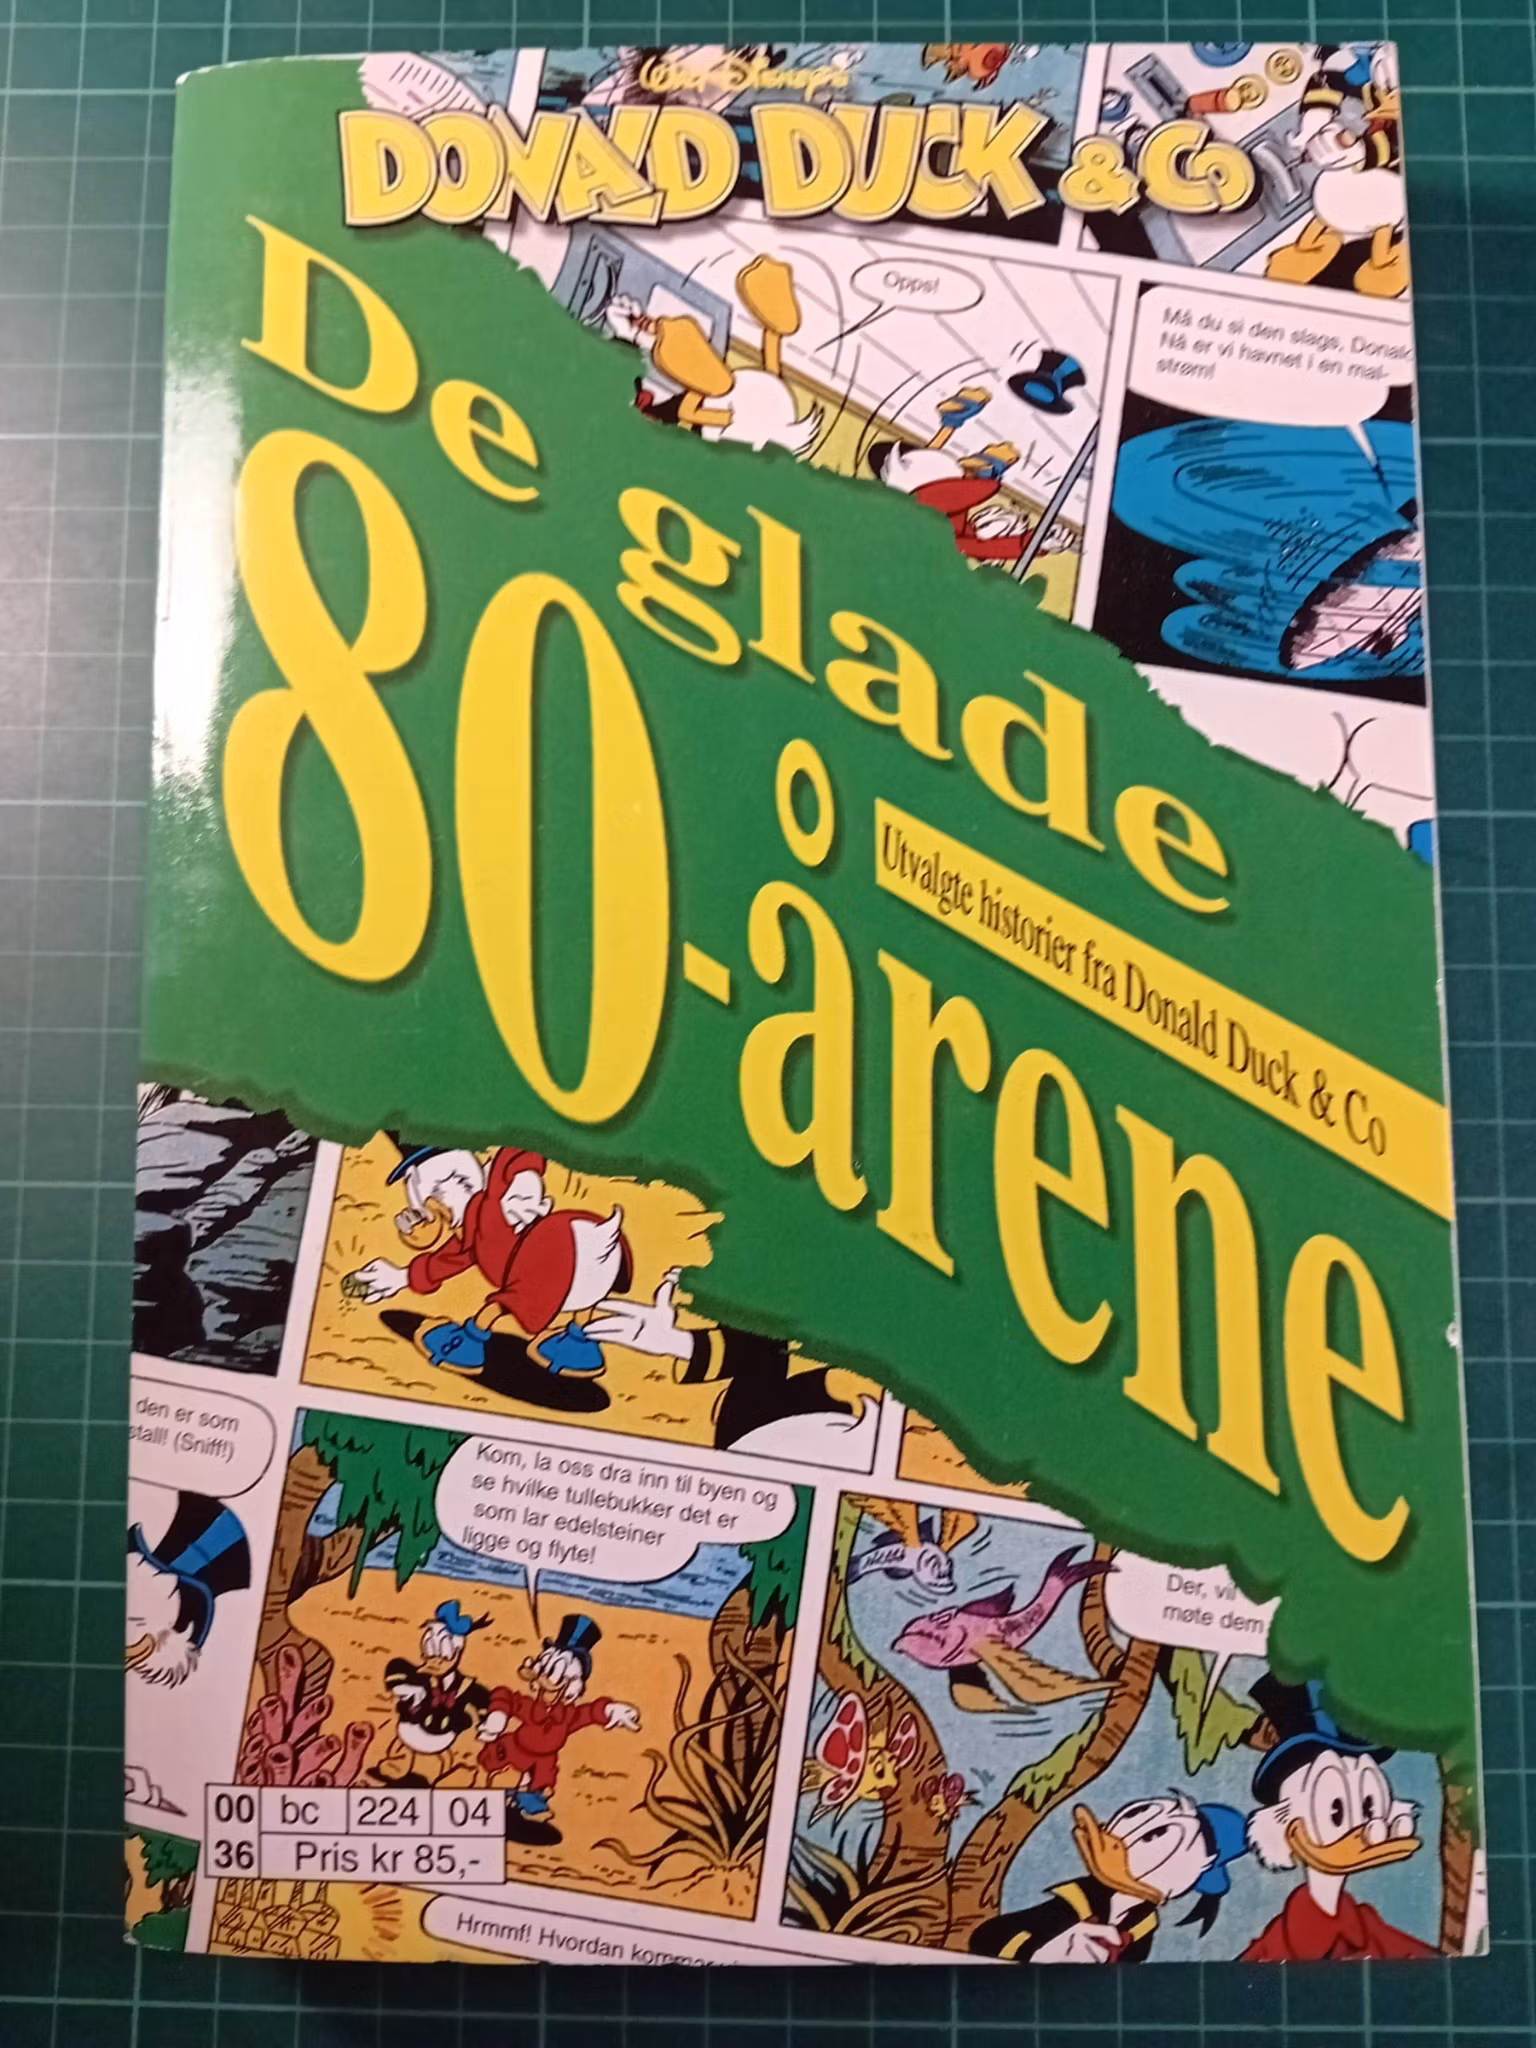 Walt Disney's
DONALD DUCK & Co
Opps!
Må du si den slags, Donald
Nå er vi havnet i en mal-
strøm!
De glade
80-årene
Utvalgte historier fra Donald Duck & Co
den er som
stall! (Sniff!)
Kom, la oss dra inn til byen og
se hvilke tullebukker det er
som lar edelsteiner
ligge og flyte!
Der, vil
møte dem
00 bc 224 04
36 Pris kr 85,-
Hrmmf! Hvordan kommer